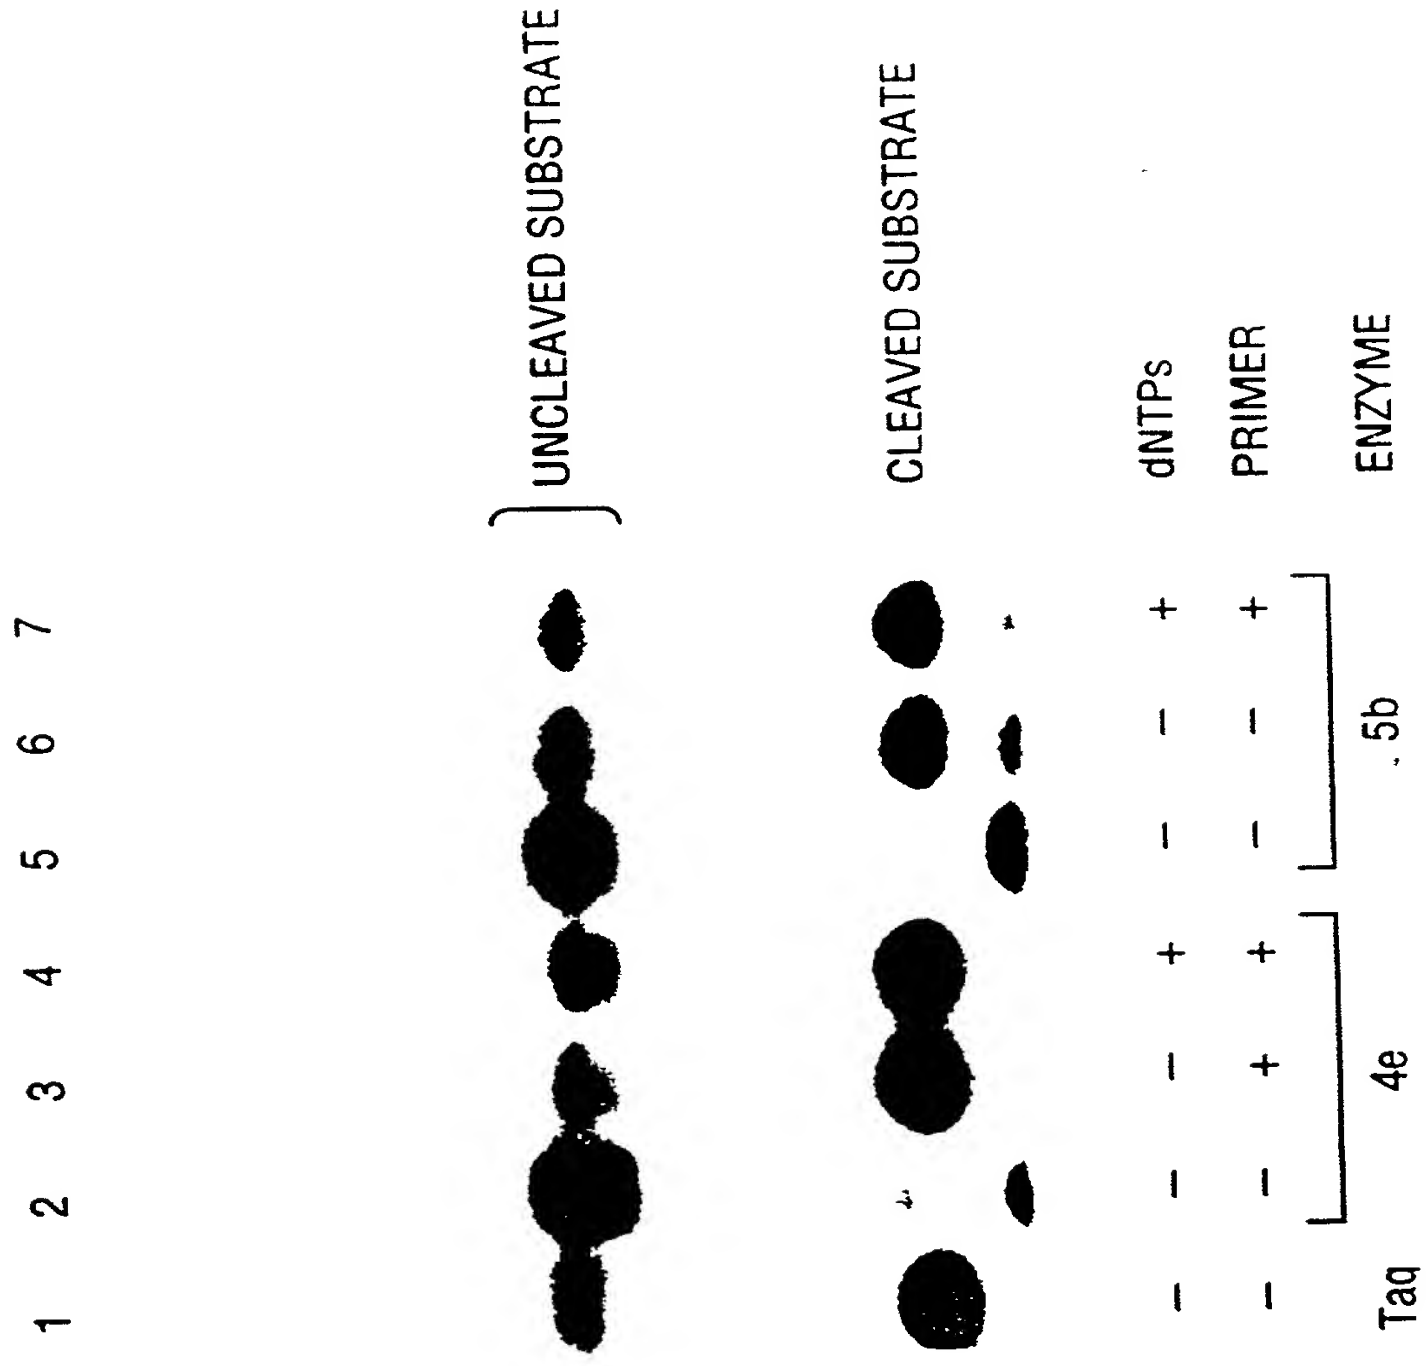 1 2 3 4 5 6 7
UNCLEAVED SUBSTRATE
CLEAVED SUBSTRATE
− − − + − − + dNTPs
− − + + − − + PRIMER
Taq 4e 5b ENZYME